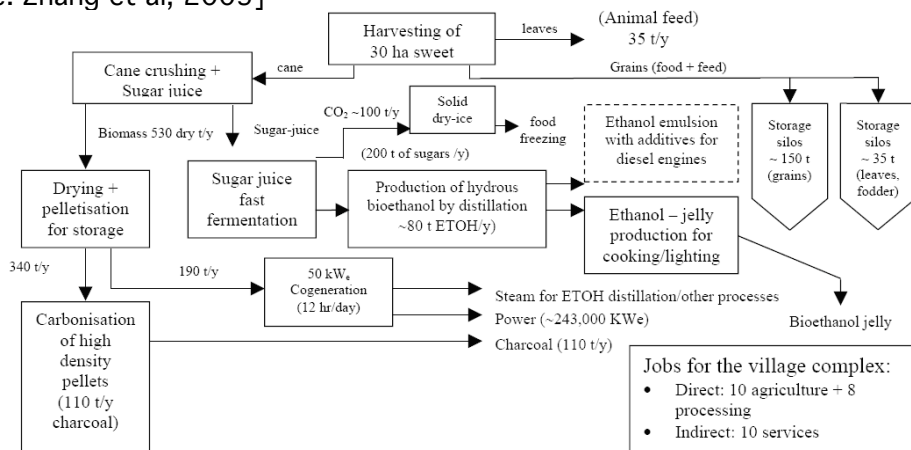 e: Zhang et al, 2009]
Harvesting of
30 ha sweet
leaves
(Animal feed)
35 t/y
Cane crushing +
Sugar juice
cane
Grains (food + feed)
Biomass 530 dry t/y
Sugar-juice
CO₂ ~100 t/y
Solid
dry-ice
food
freezing
(200 t of sugars /y)
Ethanol emulsion
with additives for
diesel engines
Storage
silos
~ 150 t
(grains)
Storage
silos
~ 35 t
(leaves,
fodder)
Drying +
pelletisation
for storage
Sugar juice
fast
fermentation
Production of hydrous
bioethanol by distillation
~80 t ETOH/y)
Ethanol – jelly
production for
cooking/lighting
340 t/y
190 t/y
50 kWₑ
Cogeneration
(12 hr/day)
Steam for ETOH distillation/other processes
Power (~243,000 KWe)
Charcoal (110 t/y)
Bioethanol jelly
Carbonisation
of high
density
pellets
(110 t/y
charcoal)
Jobs for the village complex:
• Direct: 10 agriculture + 8
processing
• Indirect: 10 services